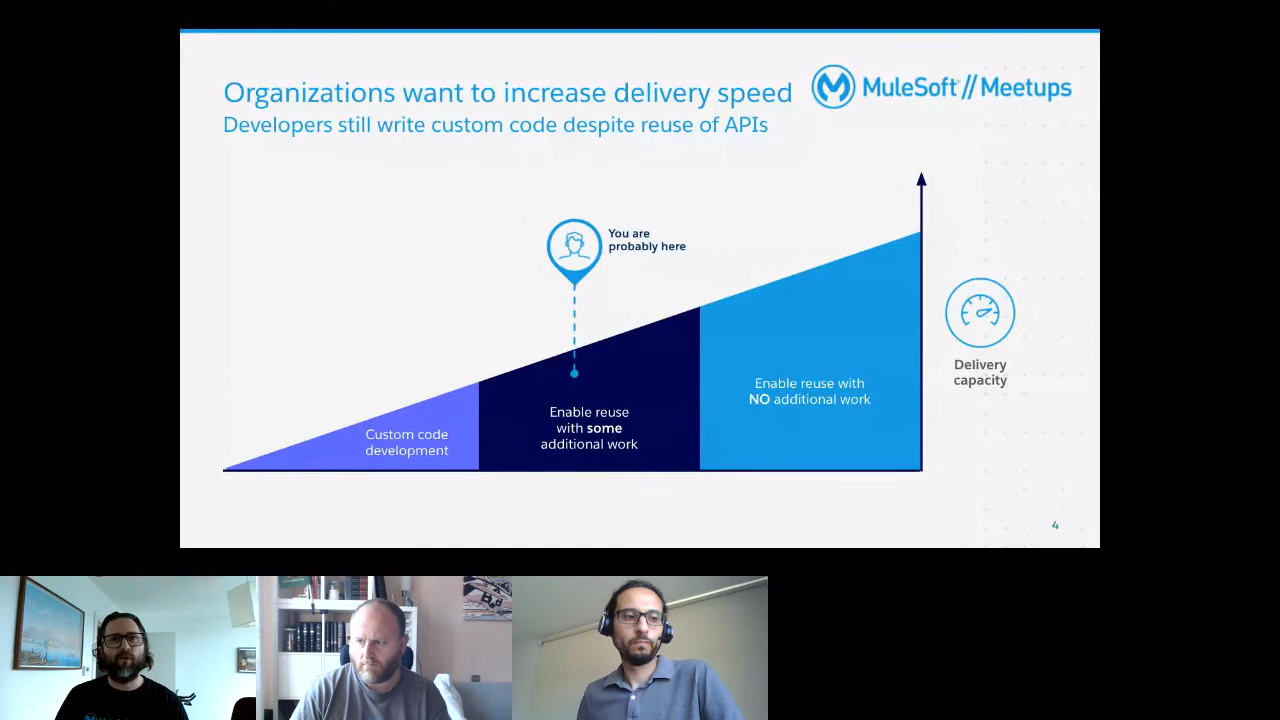 Organizations want to increase delivery speed
MuleSoft // Meetups
Developers still write custom code despite reuse of APIs
You are
probably here
Delivery
capacity
Enable reuse with
NO additional work
Enable reuse
with some
additional work
Custom code
development
4